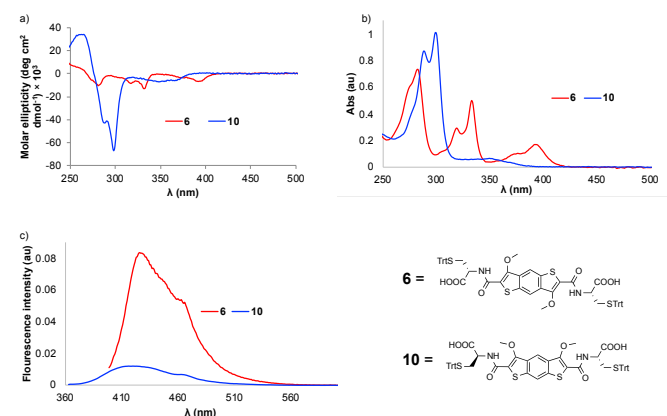 a)
Molar ellipticity (deg cm²
dmol⁻¹) × 10³
40
20
0
-20
-40
-60
-80
250 300 350 400 450 500
λ (nm)
6 10
b)
Abs (au)
1
0.8
0.6
0.4
0.2
0
250 300 350 400 450 500
λ (nm)
6 10
c)
Flourescence intensity (au)
0.08
0.06
0.04
0.02
0
360 410 460 510 560
λ (nm)
6 10
6 =
TrtS HOOC NH O S O S O O HN COOH STrt
10 =
HOOC TrtS NH O O S S O O HN COOH STrt